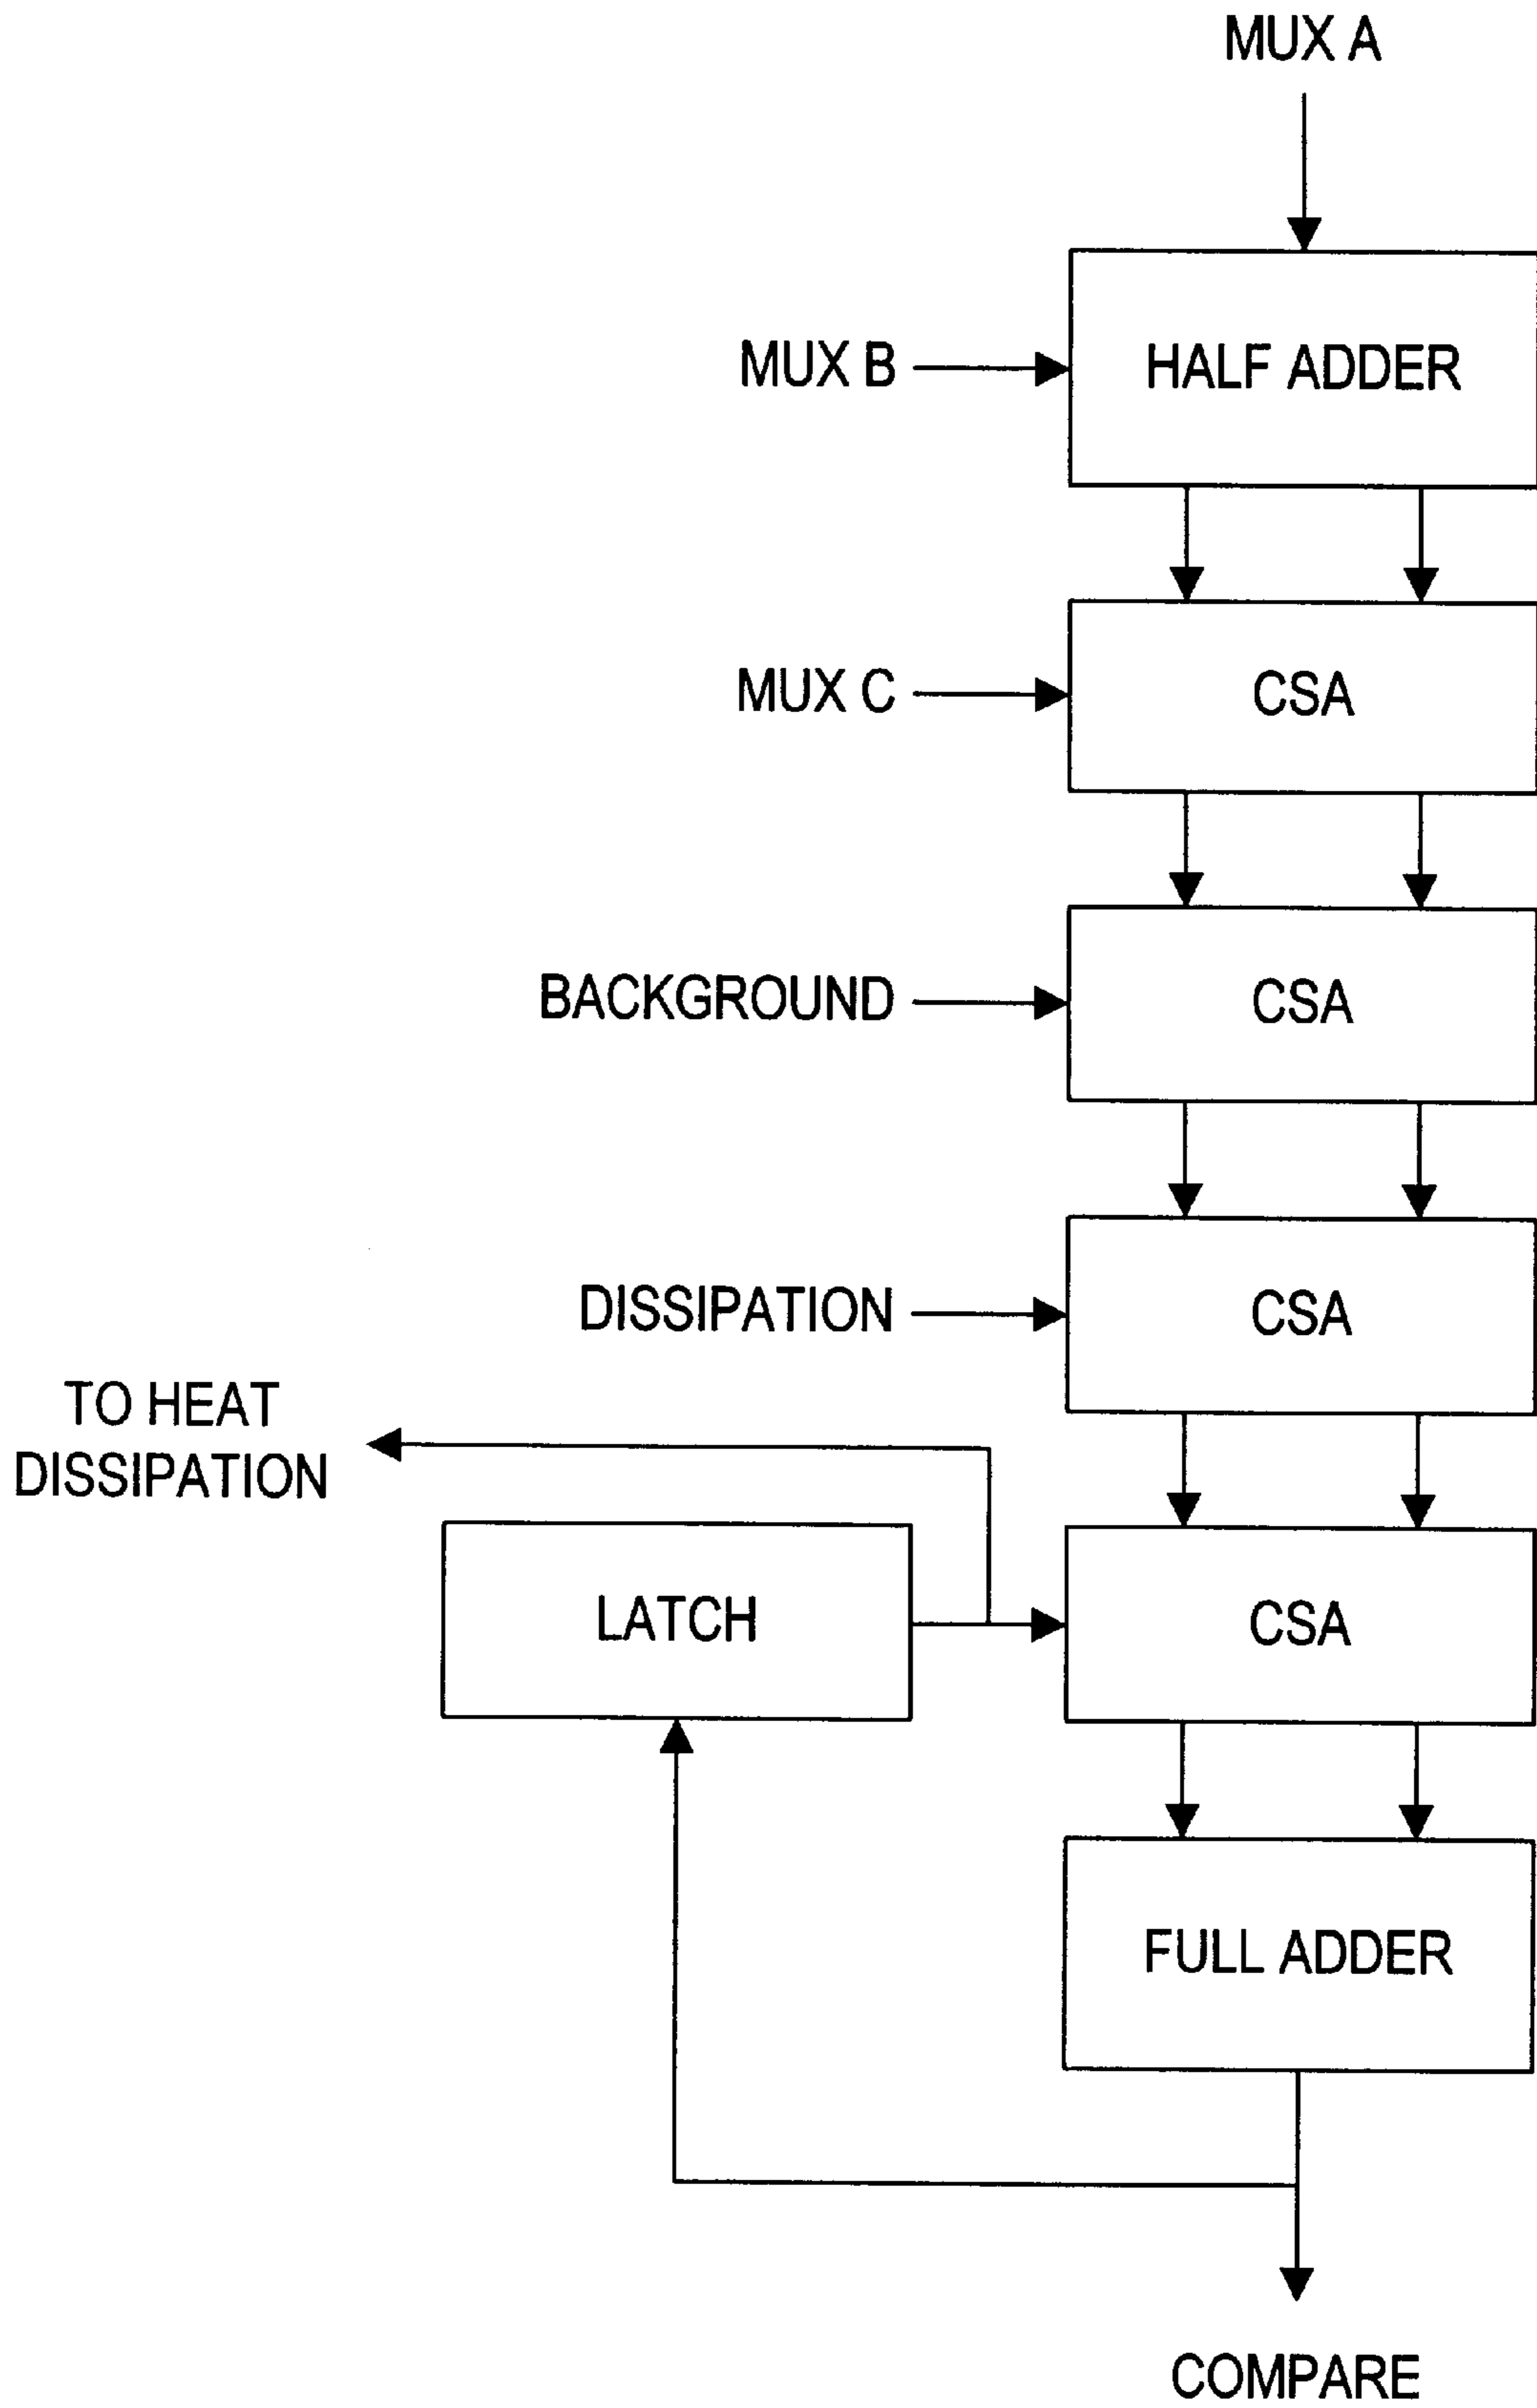 MUX A
MUX B
HALF ADDER
MUX C
CSA
BACKGROUND
CSA
DISSIPATION
CSA
TO HEAT
DISSIPATION
LATCH
CSA
FULL ADDER
COMPARE